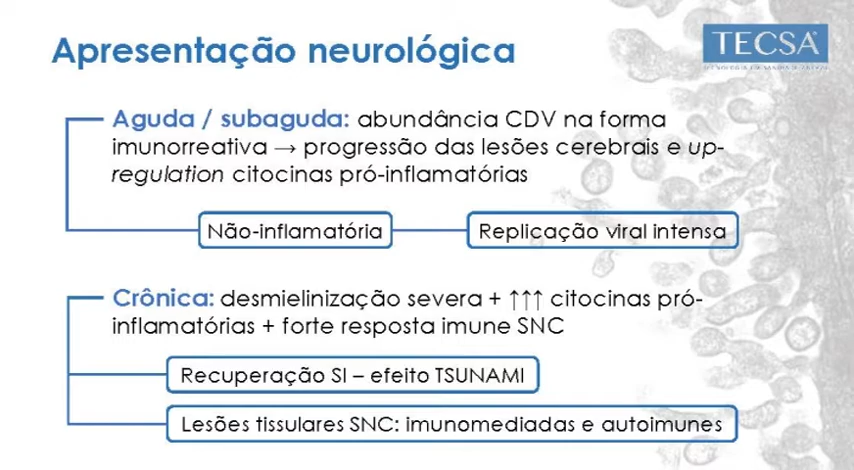 Apresentação neurológica
TECSA
Aguda / subaguda: abundância CDV na forma
imunorreativa → progressão das lesões cerebrais e up-
regulation citocinas pró-inflamatórias
Não-inflamatória
Replicação viral intensa
Crônica: desmielinização severa + ↑↑↑ citocinas pró-
inflamatórias + forte resposta imune SNC
Recuperação SI – efeito TSUNAMI
Lesões tissulares SNC: imunomediadas e autoimunes